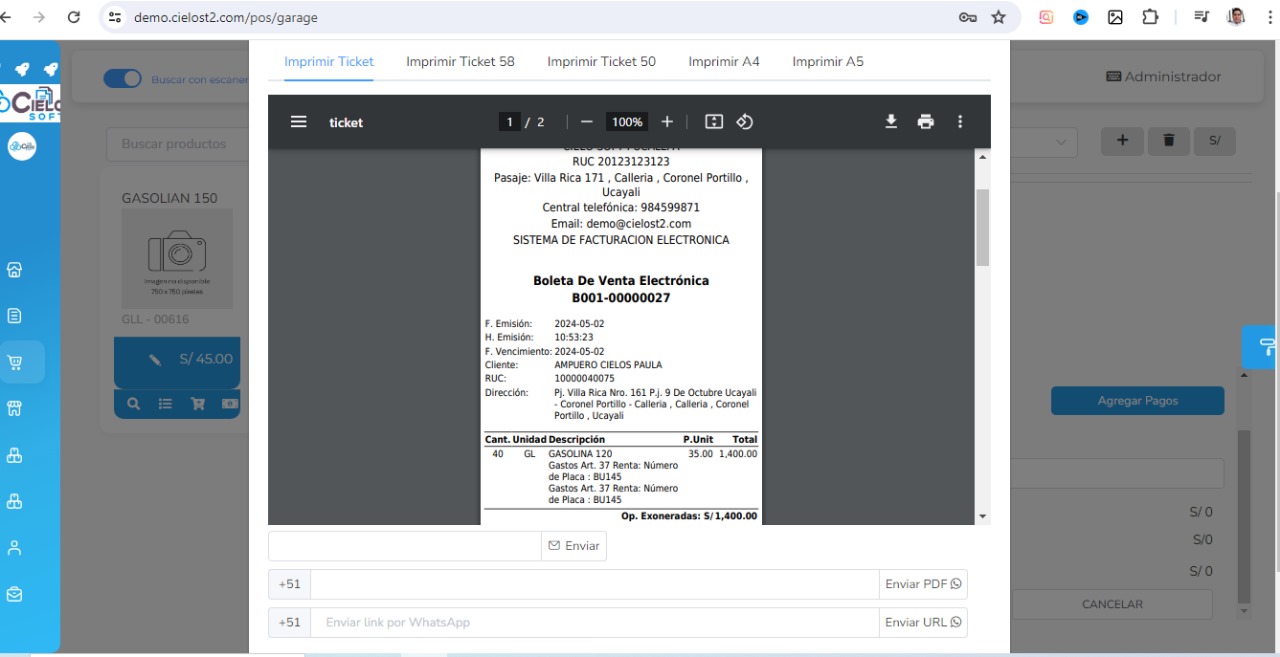 demo.cielost2.com/pos/garage
Imprimir Ticket
Imprimir Ticket 58
Imprimir Ticket 50
Imprimir A4
Imprimir A5
Buscar con escaner
Administrador
CIELO
SOFT
ticket
1 / 2
100%
Buscar productos
S/
RUC 20123123123
Pasaje: Villa Rica 171 , Calleria , Coronel Portillo ,
Ucayali
Central telefónica: 984599871
Email: demo@cielost2.com
SISTEMA DE FACTURACION ELECTRONICA
GASOLIAN 150
Imagen no disponible
750 x 750 pixeles
GLL - 00616
S/ 45.00
Boleta De Venta Electrónica
B001-00000027
F. Emisión: 2024-05-02
H. Emisión: 10:53:23
F. Vencimiento: 2024-05-02
Cliente: AMPUERO CIELOS PAULA
RUC: 10000040075
Dirección: Pj. Villa Rica Nro. 161 P.j. 9 De Octubre Ucayali
- Coronel Portillo - Calleria , Calleria , Coronel
Portillo , Ucayali
Cant. Unidad Descripción P.Unit Total
40 GL GASOLINA 120 35.00 1,400.00
Gastos Art. 37 Renta: Número
de Placa : BU145
Gastos Art. 37 Renta: Número
de Placa : BU145
Op. Exoneradas: S/ 1,400.00
Agregar Pagos
S/ 0
S/0
S/ 0
CANCELAR
Enviar
+51
Enviar PDF
+51
Enviar link por WhatsApp
Enviar URL